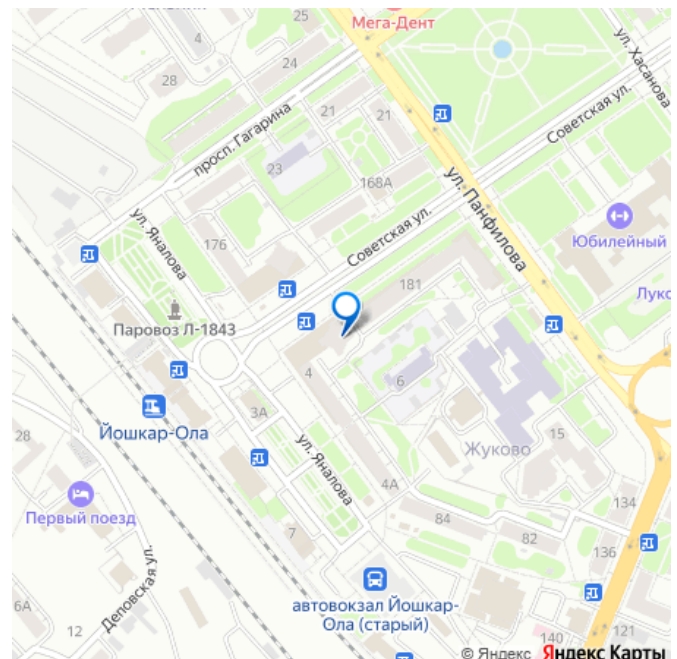 4
25
Мега-Дент
24
28
ул. Хасанова
21
21
просп. Гагарина
Советская ул.
23
168А
ул. Панфилова
ул. Яналова
176
Советская ул.
Юбилейный
181
Луко
Паровоз Л-1843
4
6
3А
Йошкар-Ола
28
ул. Яналова
15
Жуково
4А
Первый поезд
84
134
7
82
136
Деповская ул.
автовокзал Йошкар-
Ола (старый)
6А
12
140
121
© Яндекс Яндекс Карты